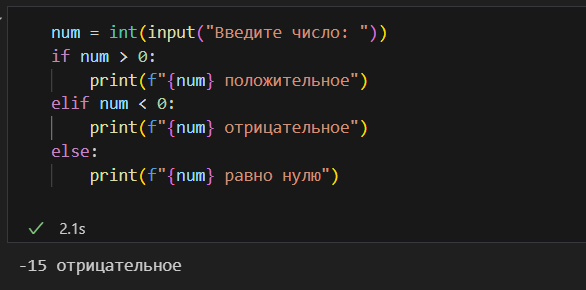 num = int(input("Введите число: "))
if num > 0:
    print(f"{num} положительное")
elif num < 0:
    print(f"{num} отрицательное")
else:
    print(f"{num} равно нулю")
✓ 2.1s
-15 отрицательное